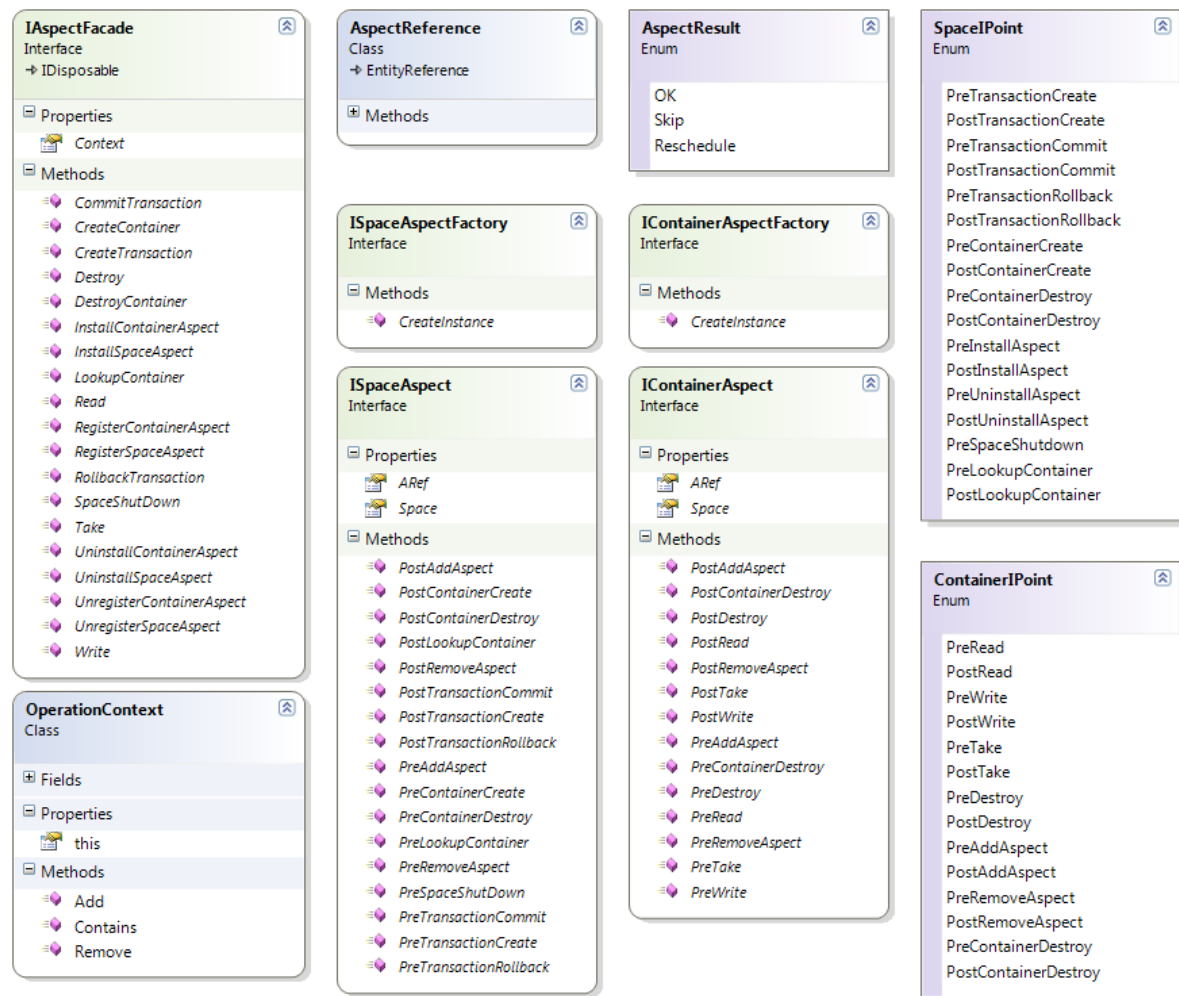 IAspectFacade
Interface
IDisposable
Properties
Context
Methods
CommitTransaction
CreateContainer
CreateTransaction
Destroy
DestroyContainer
InstallContainerAspect
InstallSpaceAspect
LookupContainer
Read
RegisterContainerAspect
RegisterSpaceAspect
RollbackTransaction
SpaceShutDown
Take
UninstallContainerAspect
UninstallSpaceAspect
UnregisterContainerAspect
UnregisterSpaceAspect
Write
OperationContext
Class
Fields
Properties
this
Methods
Add
Contains
Remove
AspectReference
Class
EntityReference
Methods
ISpaceAspectFactory
Interface
Methods
CreateInstance
ISpaceAspect
Interface
Properties
ARef
Space
Methods
PostAddAspect
PostContainerCreate
PostContainerDestroy
PostLookupContainer
PostRemoveAspect
PostTransactionCommit
PostTransactionCreate
PostTransactionRollback
PreAddAspect
PreContainerCreate
PreContainerDestroy
PreLookupContainer
PreRemoveAspect
PreSpaceShutDown
PreTransactionCommit
PreTransactionCreate
PreTransactionRollback
AspectResult
Enum
OK
Skip
Reschedule
IContainerAspectFactory
Interface
Methods
CreateInstance
IContainerAspect
Interface
Properties
ARef
Space
Methods
PostAddAspect
PostContainerDestroy
PostDestroy
PostRead
PostRemoveAspect
PostTake
PostWrite
PreAddAspect
PreContainerDestroy
PreDestroy
PreRead
PreRemoveAspect
PreTake
PreWrite
SpaceIPoint
Enum
PreTransactionCreate
PostTransactionCreate
PreTransactionCommit
PostTransactionCommit
PreTransactionRollback
PostTransactionRollback
PreContainerCreate
PostContainerCreate
PreContainerDestroy
PostContainerDestroy
PreInstallAspect
PostInstallAspect
PreUninstallAspect
PostUninstallAspect
PreSpaceShutdown
PreLookupContainer
PostLookupContainer
ContainerIPoint
Enum
PreRead
PostRead
PreWrite
PostWrite
PreTake
PostTake
PreDestroy
PostDestroy
PreAddAspect
PostAddAspect
PreRemoveAspect
PostRemoveAspect
PreContainerDestroy
PostContainerDestroy